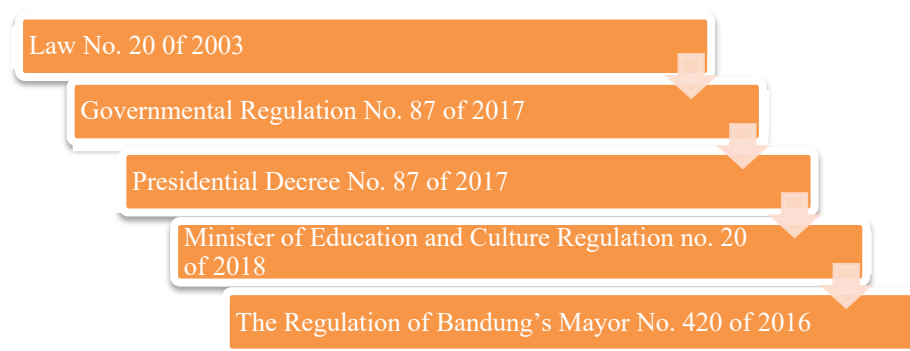 Law No. 20 0f 2003
Governmental Regulation No. 87 of 2017
Presidential Decree No. 87 of 2017
Minister of Education and Culture Regulation no. 20
of 2018
The Regulation of Bandung’s Mayor No. 420 of 2016